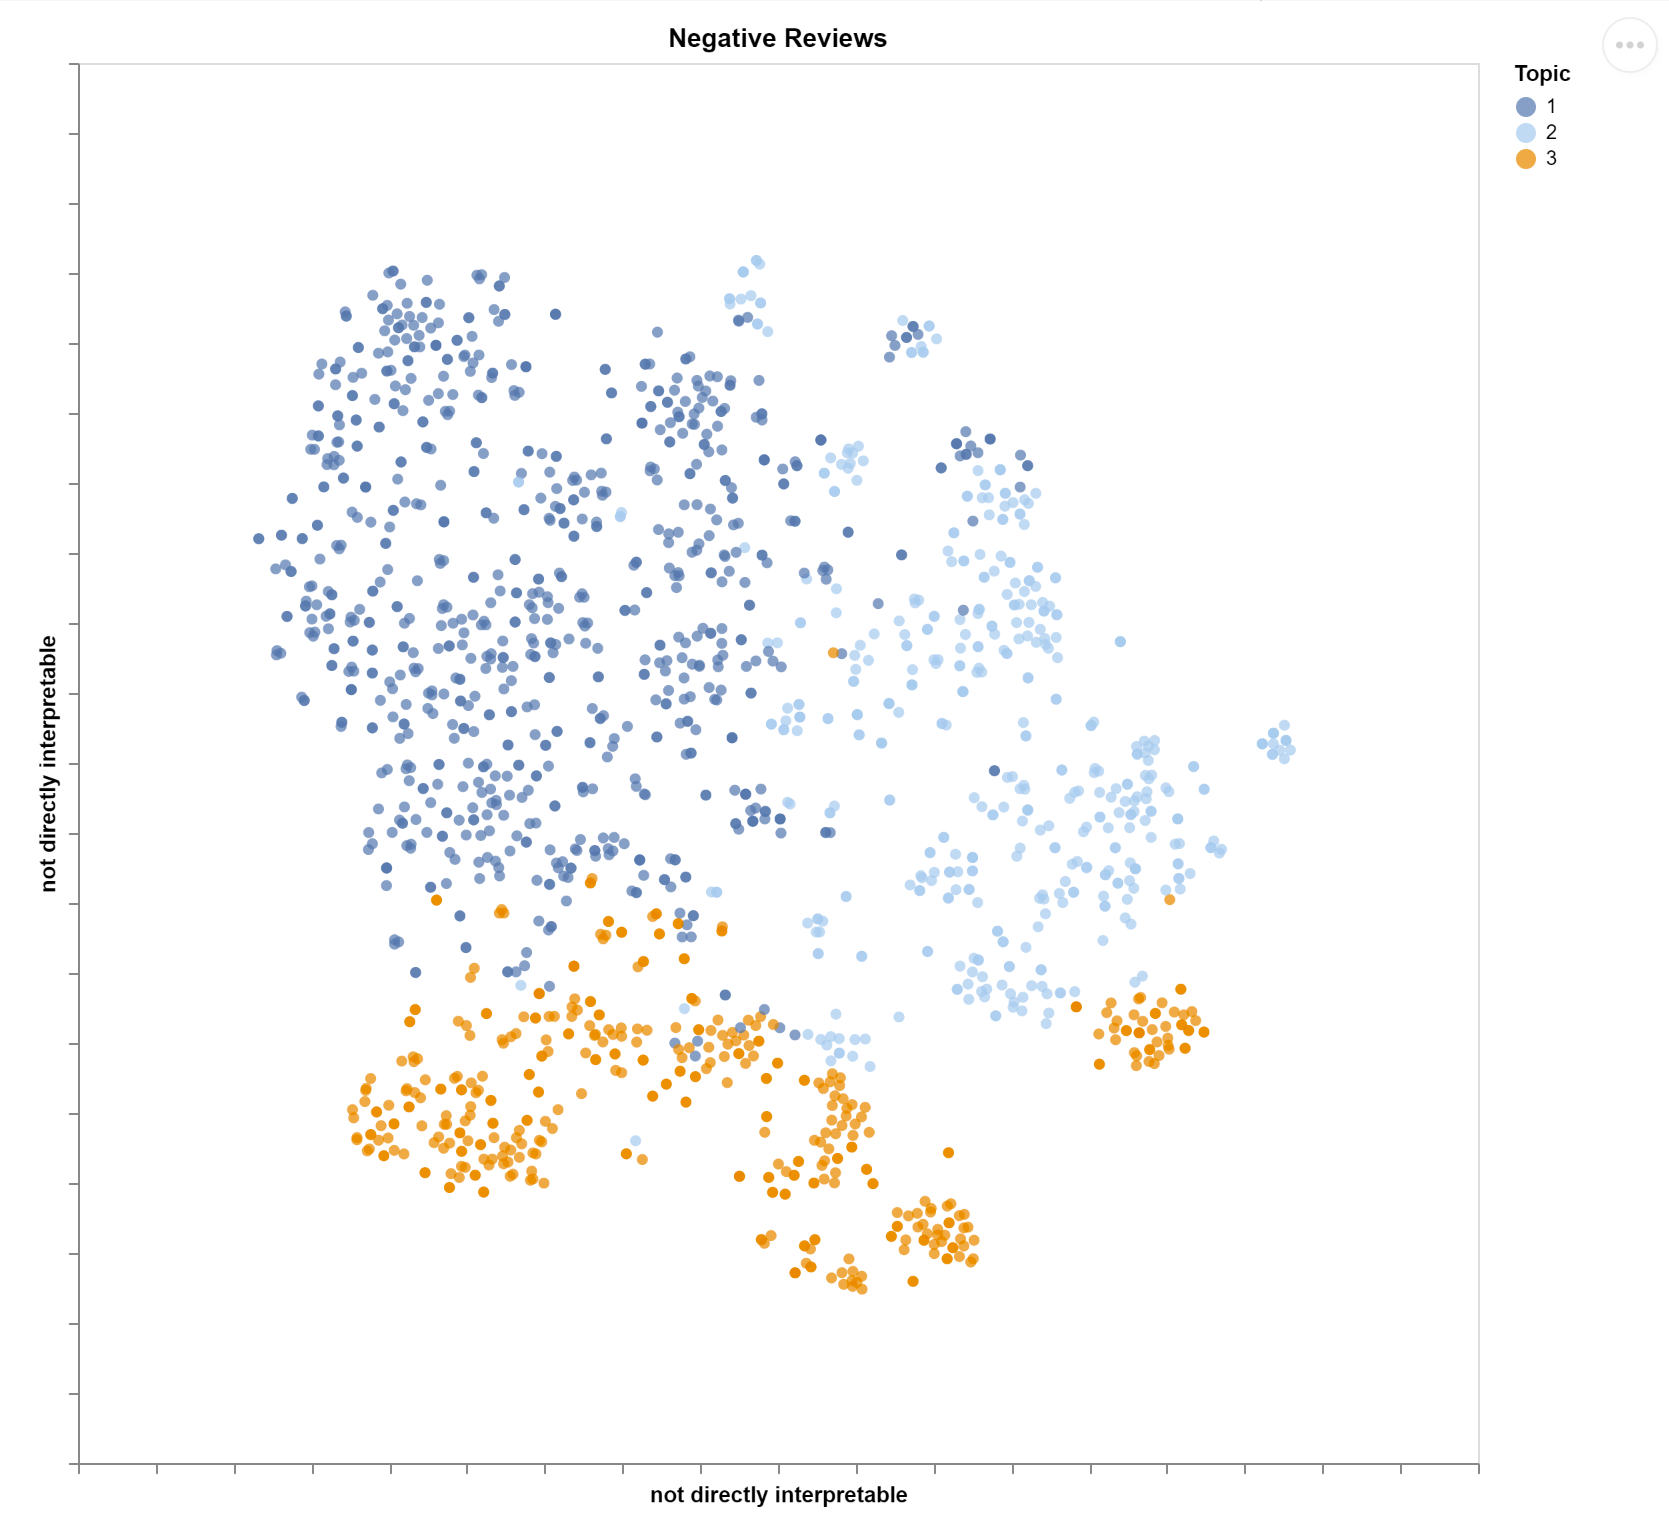 Negative Reviews
Topic
1
2
3
not directly interpretable
not directly interpretable